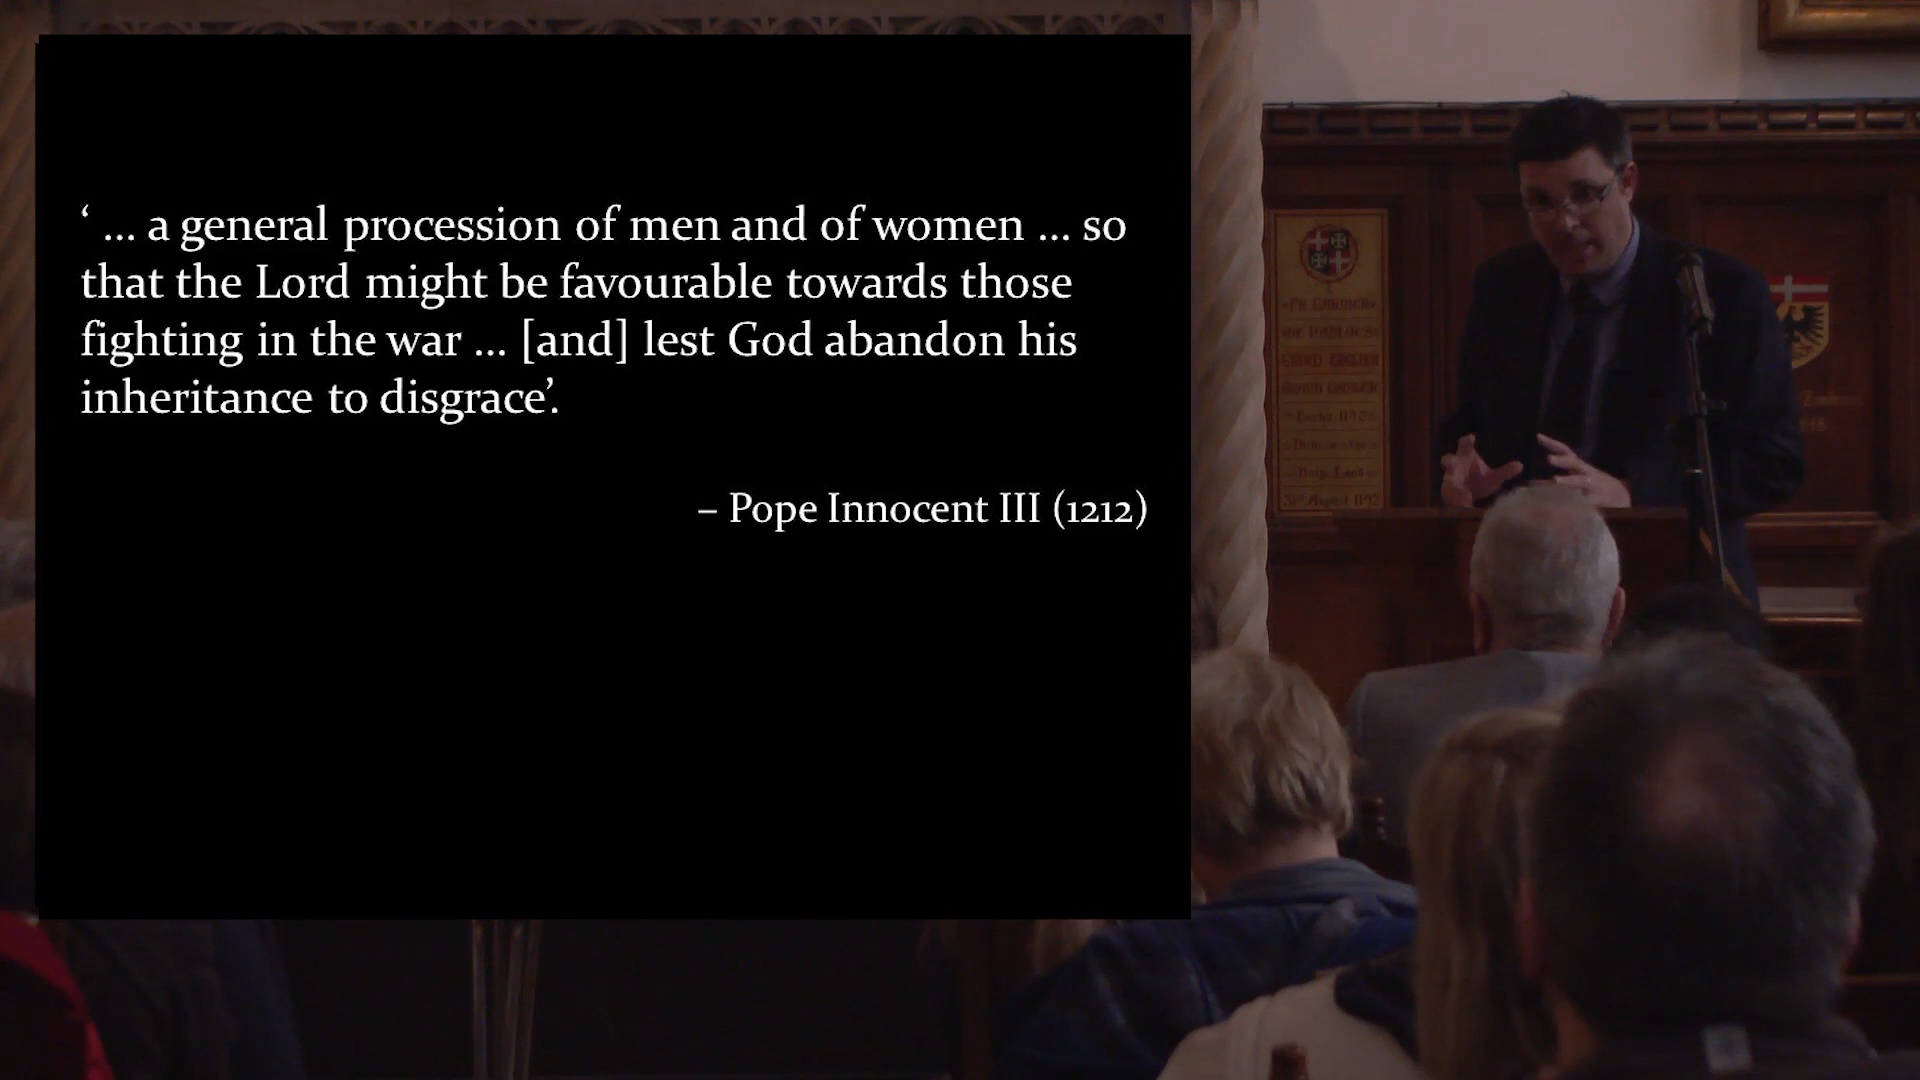 ‘ ... a general procession of men and of women ... so
that the Lord might be favourable towards those
fighting in the war ... [and] lest God abandon his
inheritance to disgrace’.
– Pope Innocent III (1212)